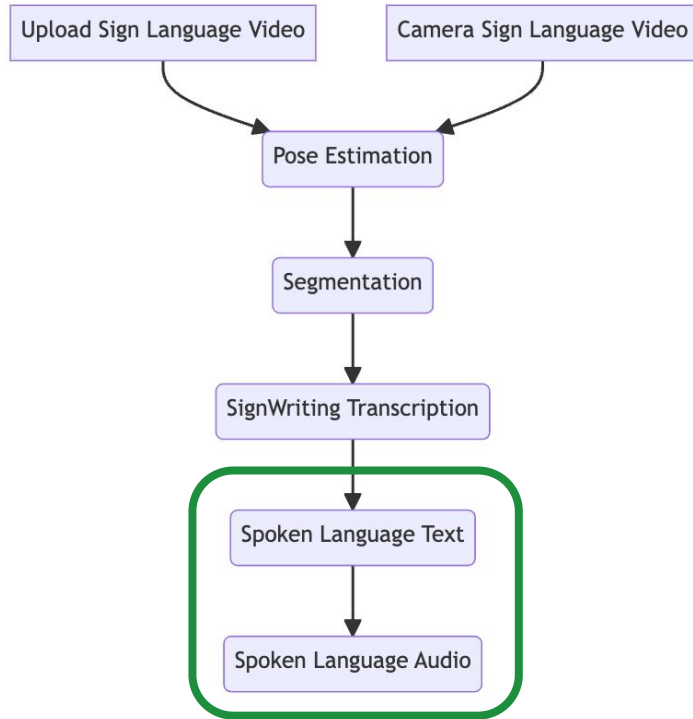 Upload Sign Language Video
Camera Sign Language Video
Pose Estimation
Segmentation
SignWriting Transcription
Spoken Language Text
Spoken Language Audio